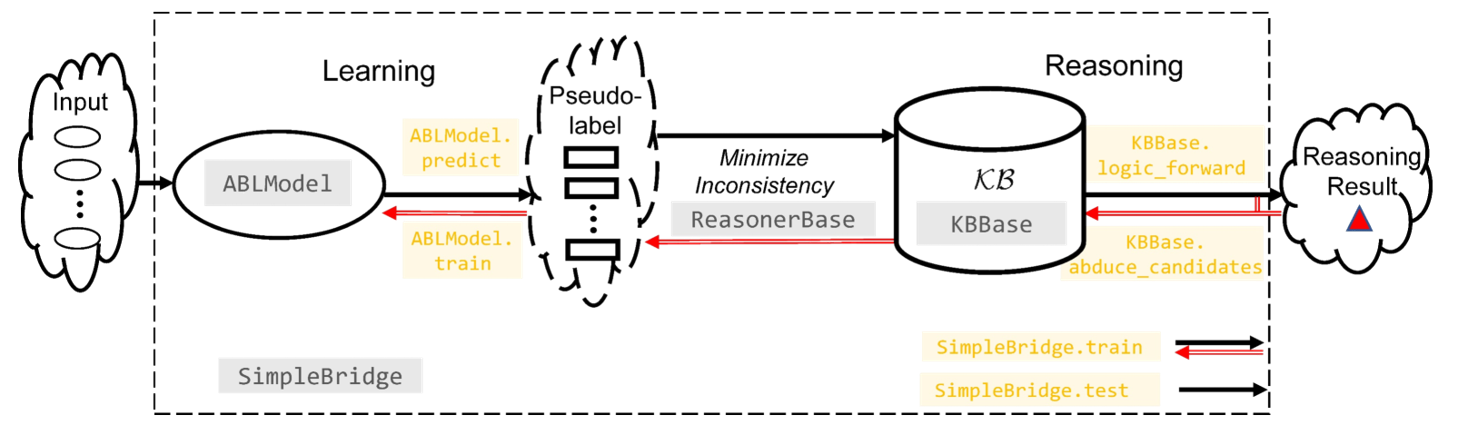 Learning
Reasoning
Input
Pseudo-
label
ABLModel.
predict
ABLModel
ABLModel.
train
Minimize
Inconsistency
ReasonerBase
𝒦ℬ
KBBase
KBBase.
logic_forward
KBBase.
abduce_candidates
Reasoning
Result
SimpleBridge
SimpleBridge.train
SimpleBridge.test